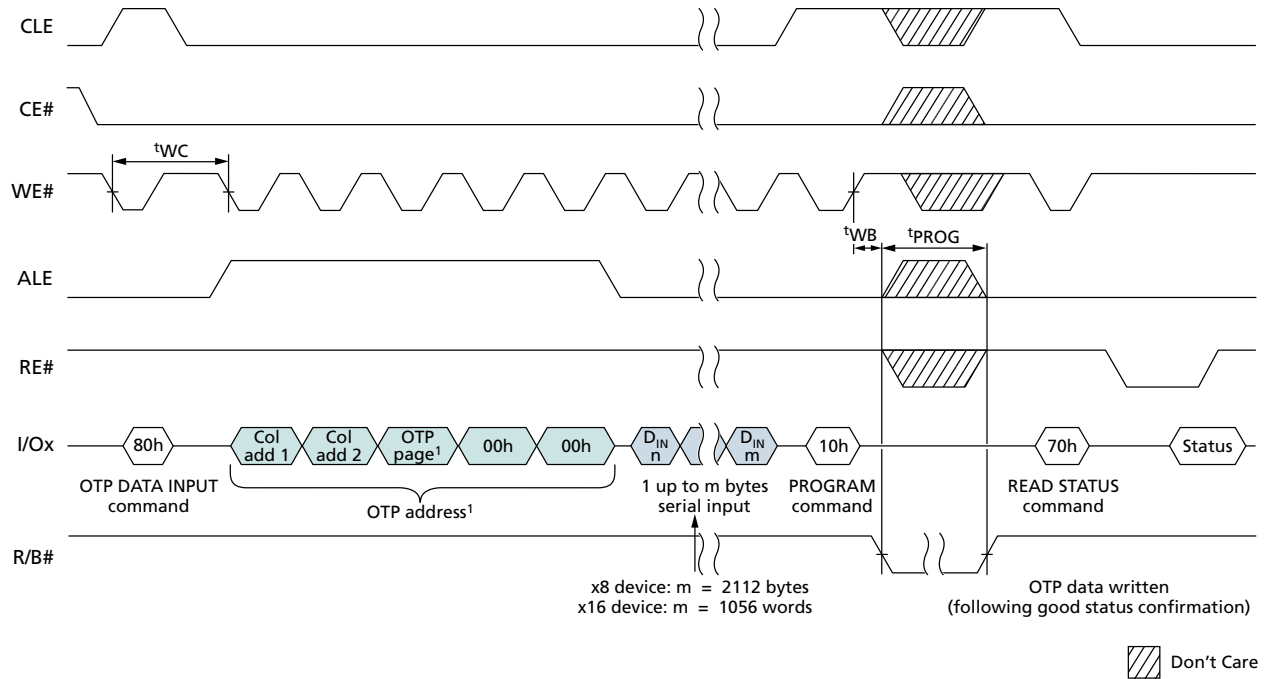 CLE
CE#
tWC
WE#
tWB
tPROG
ALE
RE#
I/Ox
80h
Col
add 1
Col
add 2
OTP
page1
00h
00h
DIN
n
DIN
m
10h
70h
Status
OTP DATA INPUT
command
OTP address1
1 up to m bytes
serial input
PROGRAM
command
READ STATUS
command
R/B#
x8 device: m = 2112 bytes
x16 device: m = 1056 words
OTP data written
(following good status confirmation)
Don't Care